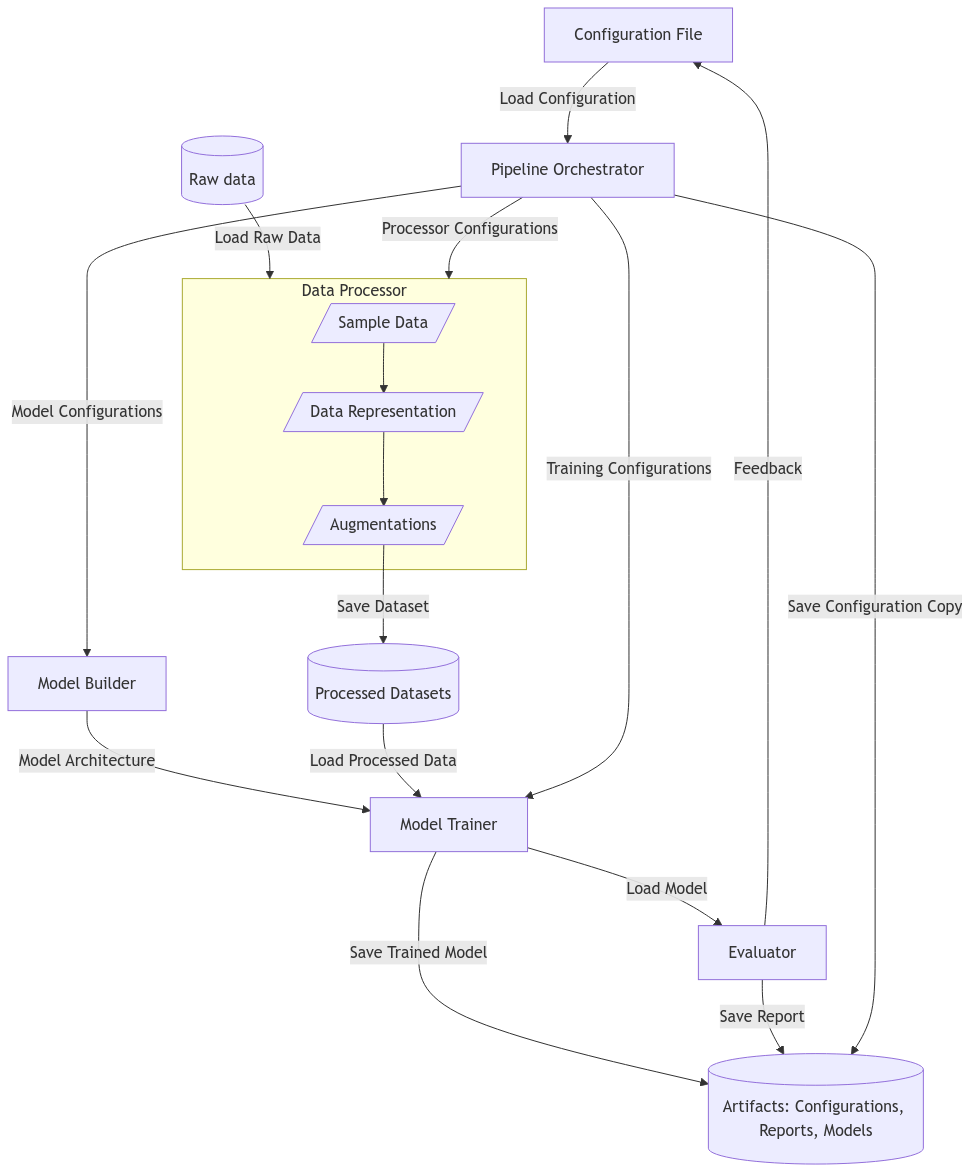 Configuration File
Load Configuration
Pipeline Orchestrator
Raw data
Load Raw Data
Processor Configurations
Data Processor
Sample Data
Data Representation
Model Configurations
Training Configurations
Feedback
Augmentations
Save Dataset
Save Configuration Copy
Model Builder
Processed Datasets
Model Architecture
Load Processed Data
Model Trainer
Load Model
Save Trained Model
Evaluator
Save Report
Artifacts: Configurations,
Reports, Models